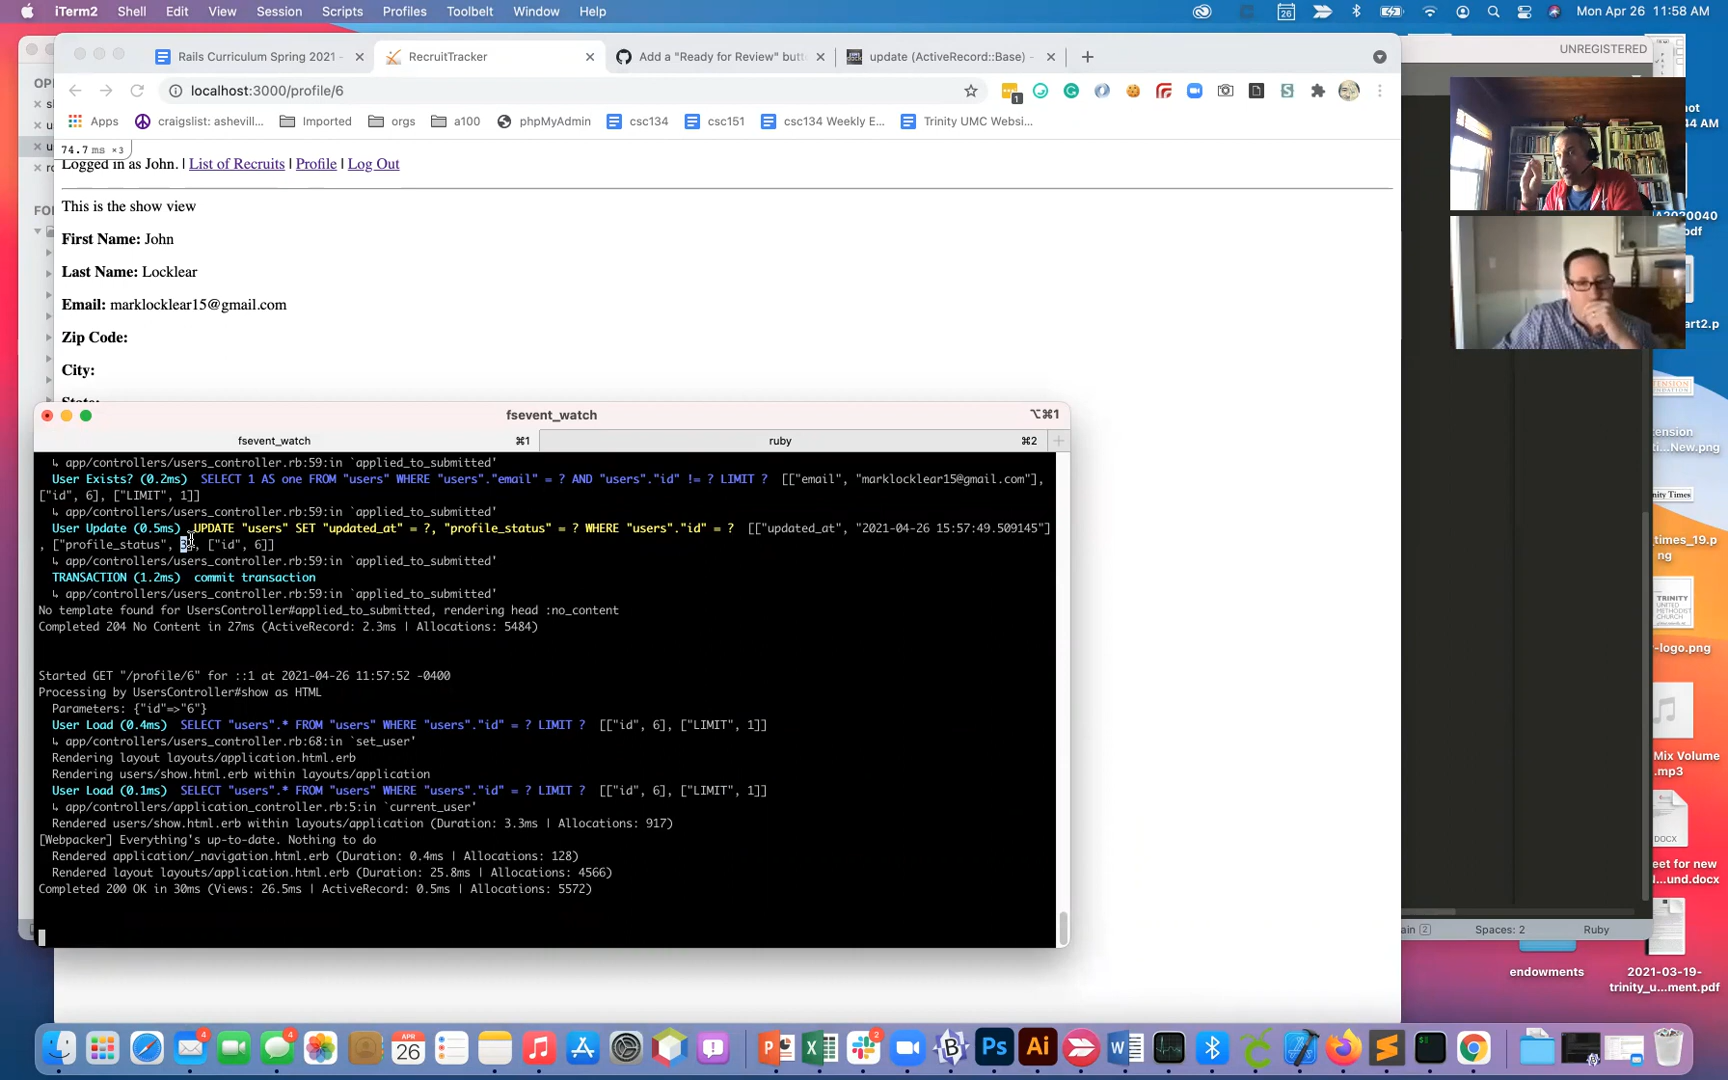 iTerm2 Shell Edit View Session Scripts Profiles Toolbelt Window Help
26
Mon Apr 26 11:58 AM
UNREGISTERED
Rails Curriculum Spring 2021 -
RecruitTracker
Add a "Ready for Review" butt
update (ActiveRecord::Base)
localhost:3000/profile/6
1
Apps
craigslist: ashevill...
Imported
orgs
a100
phpMyAdmin
csc134
csc151
csc134 Weekly E...
Trinity UMC Websi...
74.7 ms ×3
Logged in as John. | List of Recruits | Profile | Log Out
This is the show view
First Name: John
Last Name: Locklear
Email: marklocklear15@gmail.com
Zip Code:
City:
fsevent_watch
⌥⌘1
fsevent_watch ⌘1
ruby ⌘2
↳ app/controllers/users_controller.rb:59:in `applied_to_submitted'
User Exists? (0.2ms) SELECT 1 AS one FROM "users" WHERE "users"."email" = ? AND "users"."id" != ? LIMIT ? [["email", "marklocklear15@gmail.com"],
["id", 6], ["LIMIT", 1]]
↳ app/controllers/users_controller.rb:59:in `applied_to_submitted'
User Update (0.5ms) UPDATE "users" SET "updated_at" = ?, "profile_status" = ? WHERE "users"."id" = ? [["updated_at", "2021-04-26 15:57:49.509145"]
, ["profile_status", 3], ["id", 6]]
↳ app/controllers/users_controller.rb:59:in `applied_to_submitted'
TRANSACTION (1.2ms) commit transaction
↳ app/controllers/users_controller.rb:59:in `applied_to_submitted'
No template found for UsersController#applied_to_submitted, rendering head :no_content
Completed 204 No Content in 27ms (ActiveRecord: 2.3ms | Allocations: 5484)
Started GET "/profile/6" for ::1 at 2021-04-26 11:57:52 -0400
Processing by UsersController#show as HTML
Parameters: {"id"=>"6"}
User Load (0.4ms) SELECT "users".* FROM "users" WHERE "users"."id" = ? LIMIT ? [["id", 6], ["LIMIT", 1]]
↳ app/controllers/users_controller.rb:68:in `set_user'
Rendering layout layouts/application.html.erb
Rendering users/show.html.erb within layouts/application
User Load (0.1ms) SELECT "users".* FROM "users" WHERE "users"."id" = ? LIMIT ? [["id", 6], ["LIMIT", 1]]
↳ app/controllers/application_controller.rb:5:in `current_user'
Rendered users/show.html.erb within layouts/application (Duration: 3.3ms | Allocations: 917)
[Webpacker] Everything's up-to-date. Nothing to do
Rendered application/_navigation.html.erb (Duration: 0.4ms | Allocations: 128)
Rendered layout layouts/application.html.erb (Duration: 25.8ms | Allocations: 4566)
Completed 200 OK in 30ms (Views: 26.5ms | ActiveRecord: 0.5ms | Allocations: 5572)
Spaces: 2
Ruby
endowments
2021-03-19-
trinity_u...ment.pdf
4
4
APR
26
2